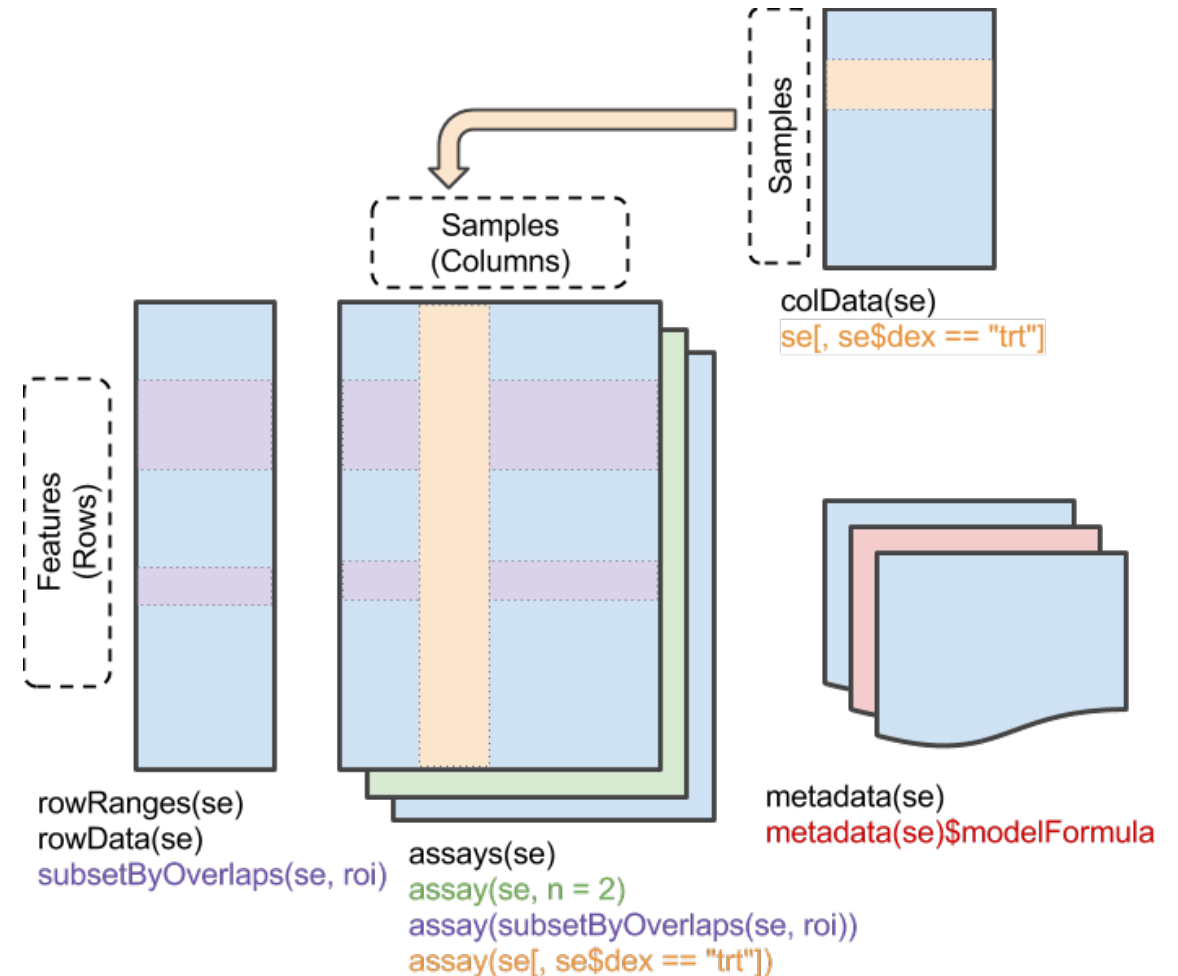 Samples
Samples
(Columns)
colData(se)
se[, se$dex == "trt"]
Features
(Rows)
rowRanges(se)
rowData(se)
subsetByOverlaps(se, roi)
assays(se)
assay(se, n = 2)
assay(subsetByOverlaps(se, roi))
assay(se[, se$dex == "trt"])
metadata(se)
metadata(se)$modelFormula